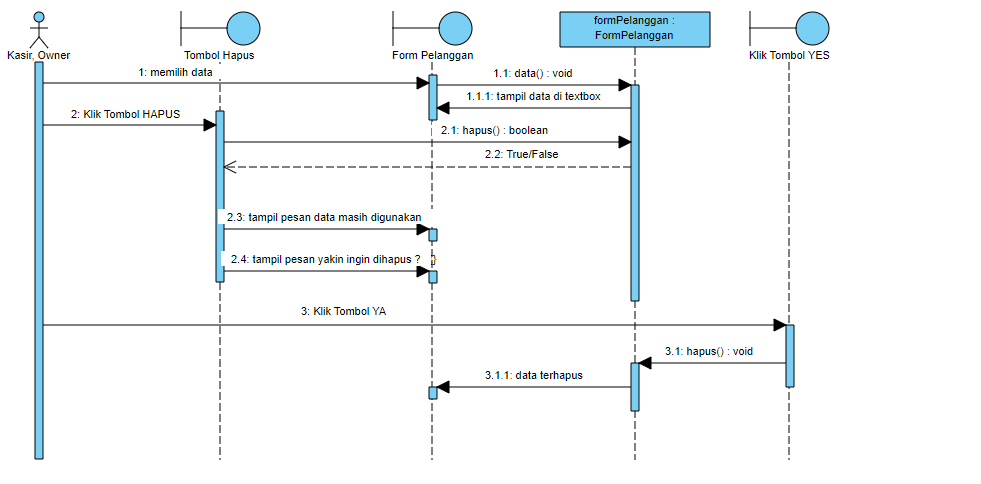 formPelanggan :
FormPelanggan
Kasir, Owner
Tombol Hapus
Form Pelanggan
Klik Tombol YES
1: memilih data
1.1: data() : void
1.1.1: tampil data di textbox
2: Klik Tombol HAPUS
2.1: hapus() : boolean
2.2: True/False
2.3: tampil pesan data masih digunakan
2.4: tampil pesan yakin ingin dihapus ? }
3: Klik Tombol YA
3.1: hapus() : void
3.1.1: data terhapus